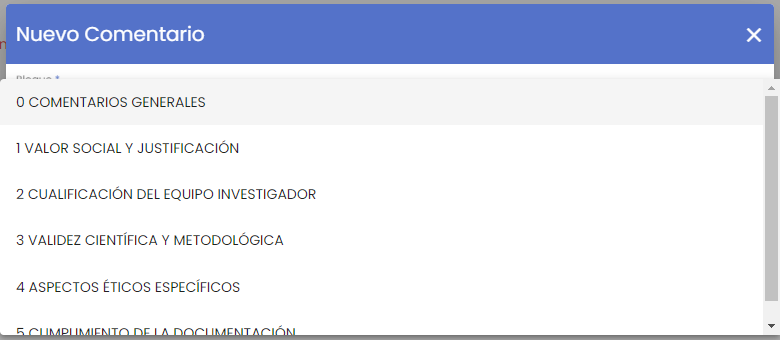 Nuevo Comentario
Bloque *
0 COMENTARIOS GENERALES
1 VALOR SOCIAL Y JUSTIFICACIÓN
2 CUALIFICACIÓN DEL EQUIPO INVESTIGADOR
3 VALIDEZ CIENTÍFICA Y METODOLÓGICA
4 ASPECTOS ÉTICOS ESPECÍFICOS
5 CUMPLIMIENTO DE LA DOCUMENTACIÓN